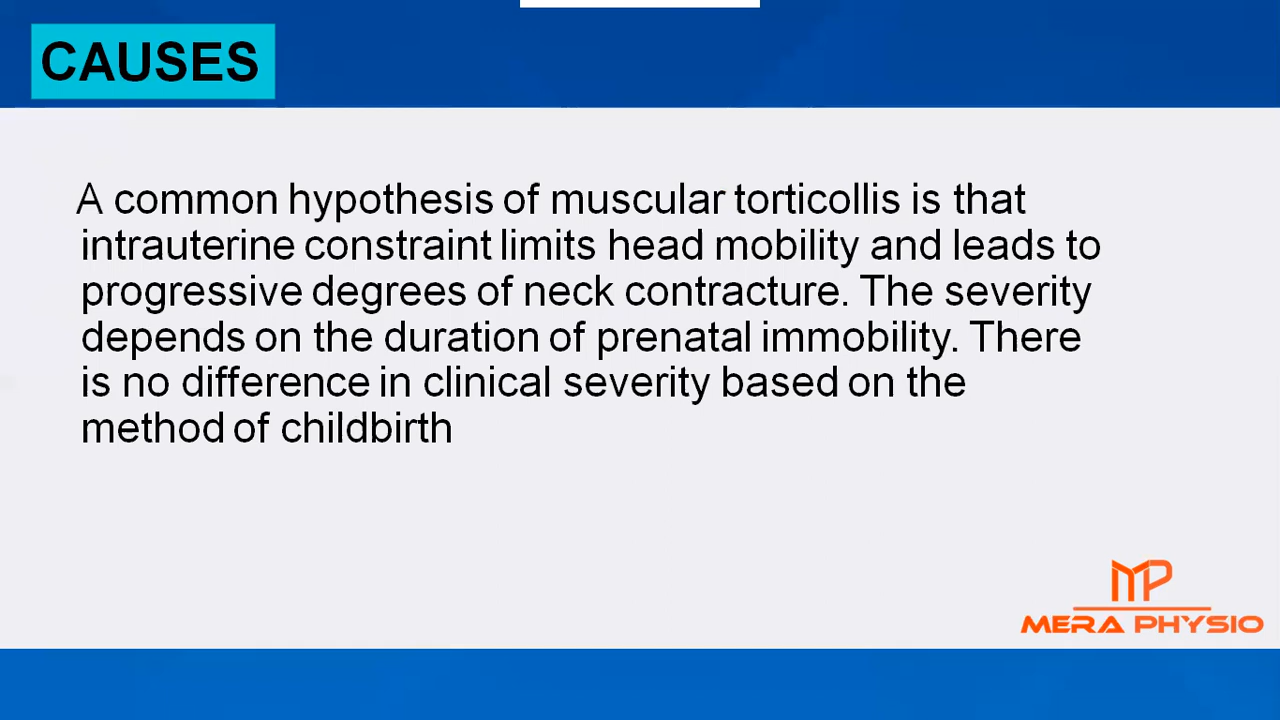 CAUSES
A common hypothesis of muscular torticollis is that
intrauterine constraint limits head mobility and leads to
progressive degrees of neck contracture. The severity
depends on the duration of prenatal immobility. There
is no difference in clinical severity based on the
method of childbirth
MP
MERA PHYSIO